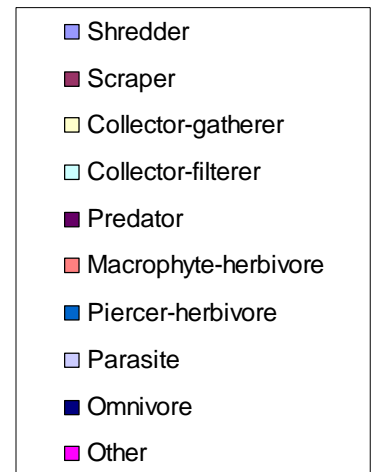 Shredder
Scraper
Collector-gatherer
Collector-filterer
Predator
Macrophyte-herbivore
Piercer-herbivore
Parasite
Omnivore
Other